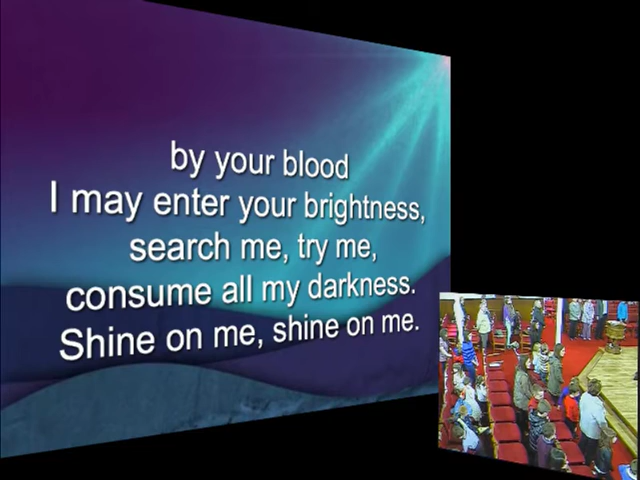 by your blood
I may enter your brightness,
search me, try me,
consume all my darkness.
Shine on me, shine on me.